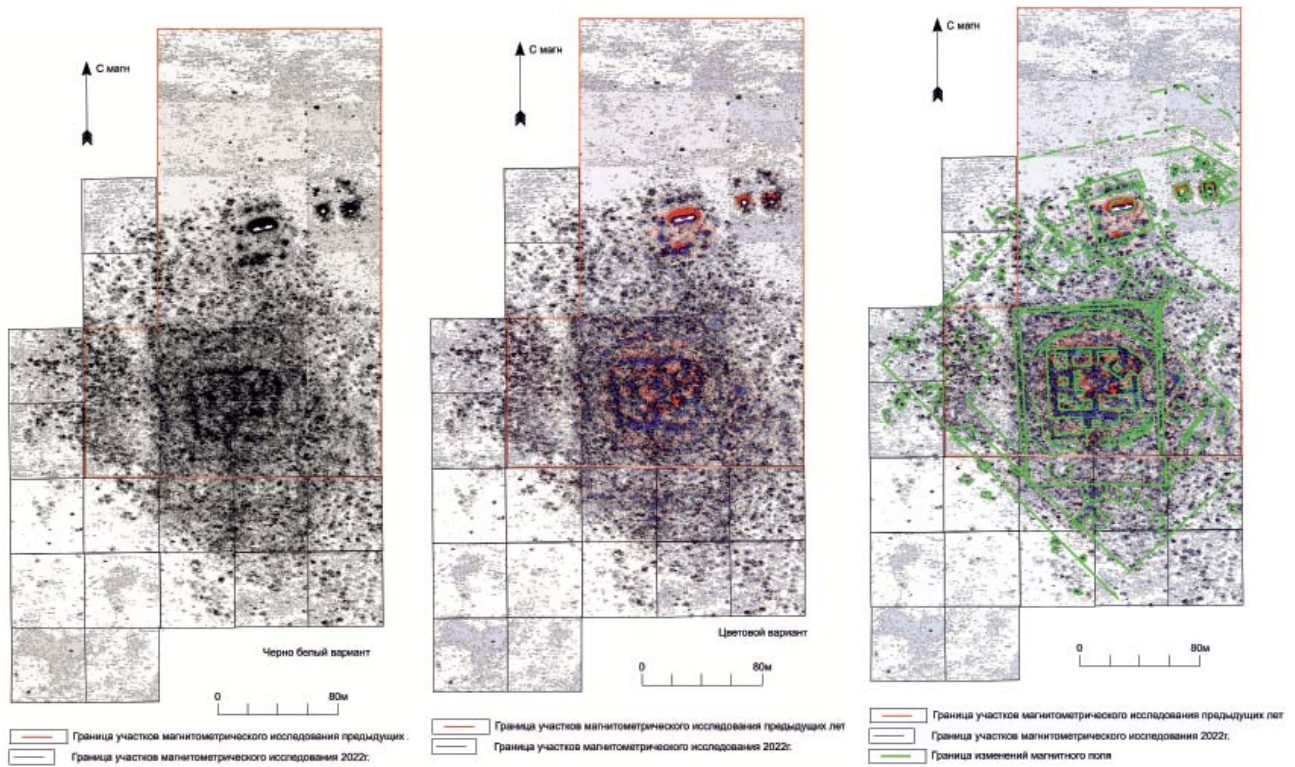 С магн
Черно белый вариант
0 80м
Граница участков магнитометрического исследования предыдущих .
Граница участков магнитометрического исследования 2022г.
С магн
Цветовой вариант
0 80м
Граница участков магнитометрического исследования предыдущих лет
Граница участков магнитометрического исследования 2022г.
С магн
0 80м
Граница участков магнитометрического исследования предыдущих лет
Граница участков магнитометрического исследования 2022г.
Граница изменений магнитного поля